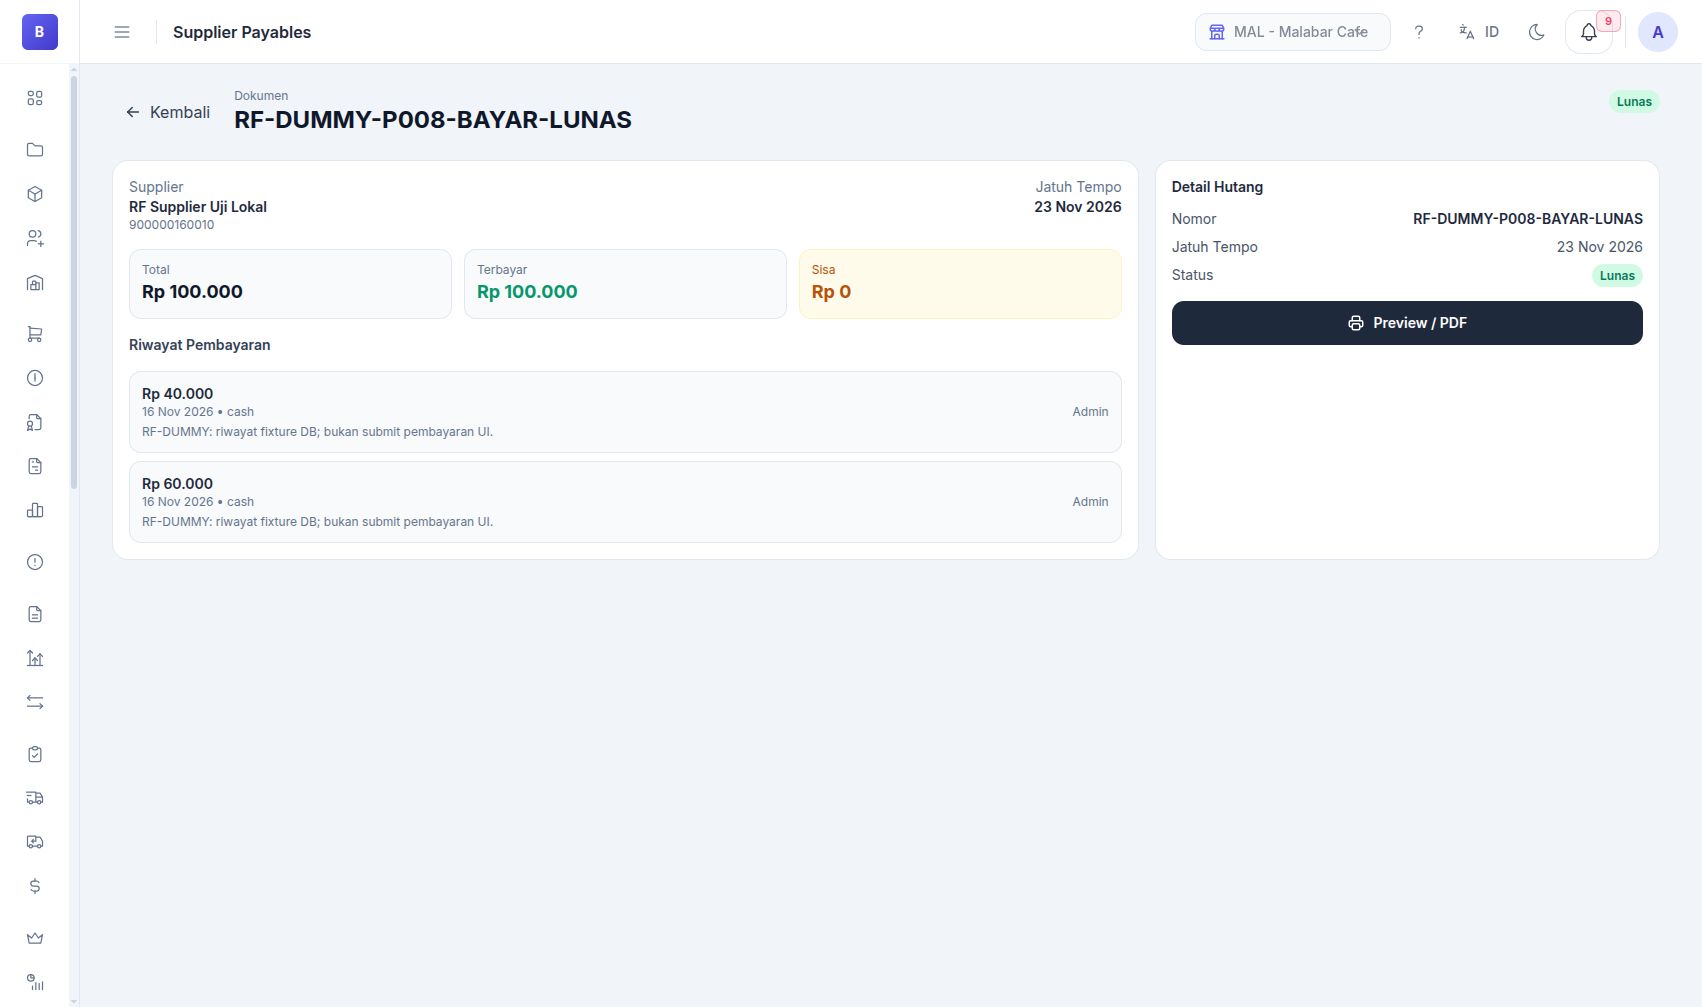 B
Supplier Payables
MAL - Malabar Cafe
?
ID
9
A
Kembali
Dokumen
RF-DUMMY-P008-BAYAR-LUNAS
Lunas
Supplier
RF Supplier Uji Lokal
900000160010
Jatuh Tempo
23 Nov 2026
Total
Rp 100.000
Terbayar
Rp 100.000
Sisa
Rp 0
Riwayat Pembayaran
Rp 40.000
16 Nov 2026 • cash
Admin
RF-DUMMY: riwayat fixture DB; bukan submit pembayaran UI.
Rp 60.000
16 Nov 2026 • cash
Admin
RF-DUMMY: riwayat fixture DB; bukan submit pembayaran UI.
Detail Hutang
Nomor RF-DUMMY-P008-BAYAR-LUNAS
Jatuh Tempo 23 Nov 2026
Status Lunas
Preview / PDF